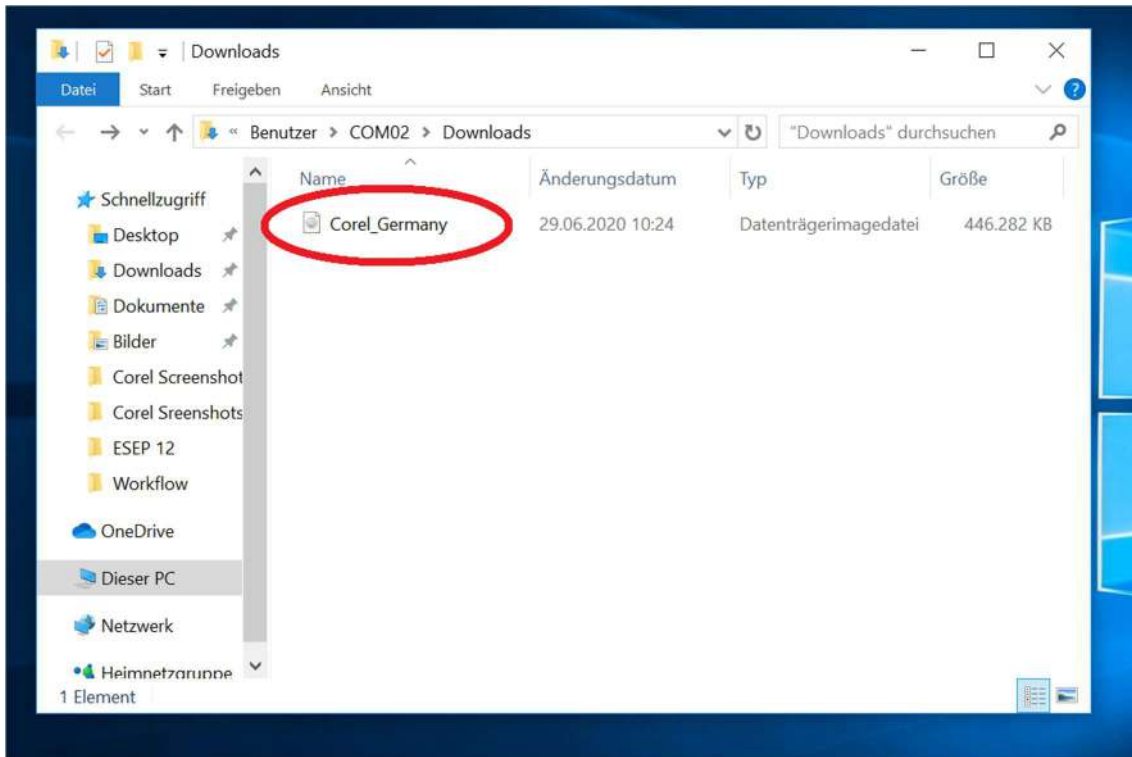 Downloads
Datei Start Freigeben Ansicht
« Benutzer > COM02 > Downloads "Downloads" durchsuchen
Name Änderungsdatum Typ Größe
Corel_Germany 29.06.2020 10:24 Datenträgerimagedatei 446.282 KB
Schnellzugriff
Desktop
Downloads
Dokumente
Bilder
Corel Screenshot
Corel Sreenshots
ESEP 12
Workflow
OneDrive
Dieser PC
Netzwerk
Heimnetzgruppe
1 Element